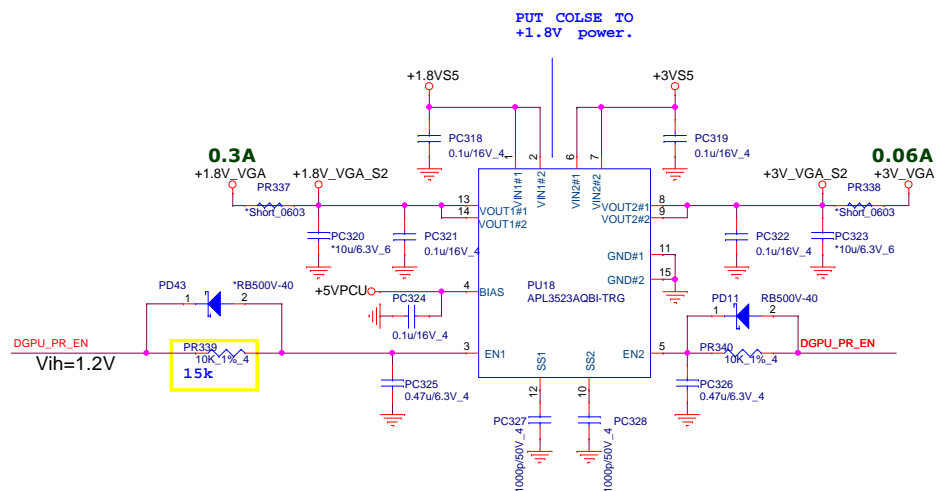 PUT COLSE TO
+1.8V power.
+1.8VS5
+3VS5
PC318
0.1u/16V_4
PC319
0.1u/16V_4
0.3A
0.06A
+1.8V_VGA
+1.8V_VGA_S2
+3V_VGA_S2
+3V_VGA
PR337
*Short_0603
PR338
*Short_0603
1
2
6
7
VIN1#1
VIN1#2
VIN2#1
VIN2#2
13
14
VOUT1#1
VOUT1#2
VOUT2#1
VOUT2#2
8
9
PC320
*10u/6.3V_6
PC321
0.1u/16V_4
PC322
0.1u/16V_4
PC323
*10u/6.3V_6
GND#1
11
GND#2
15
PU18
APL3523AQBI-TRG
+5VPCU
4
BIAS
PC324
0.1u/16V_4
PD43
*RB500V-40
1
2
PD11
RB500V-40
1
2
DGPU_PR_EN
Vih=1.2V
PR339
10K_1%_4
15k
3
EN1
EN2
5
PR340
10K_1%_4
DGPU_PR_EN
SS1
SS2
PC325
0.47u/6.3V_4
PC326
0.47u/6.3V_4
12
10
PC327
1000p/50V_4
PC328
1000p/50V_4